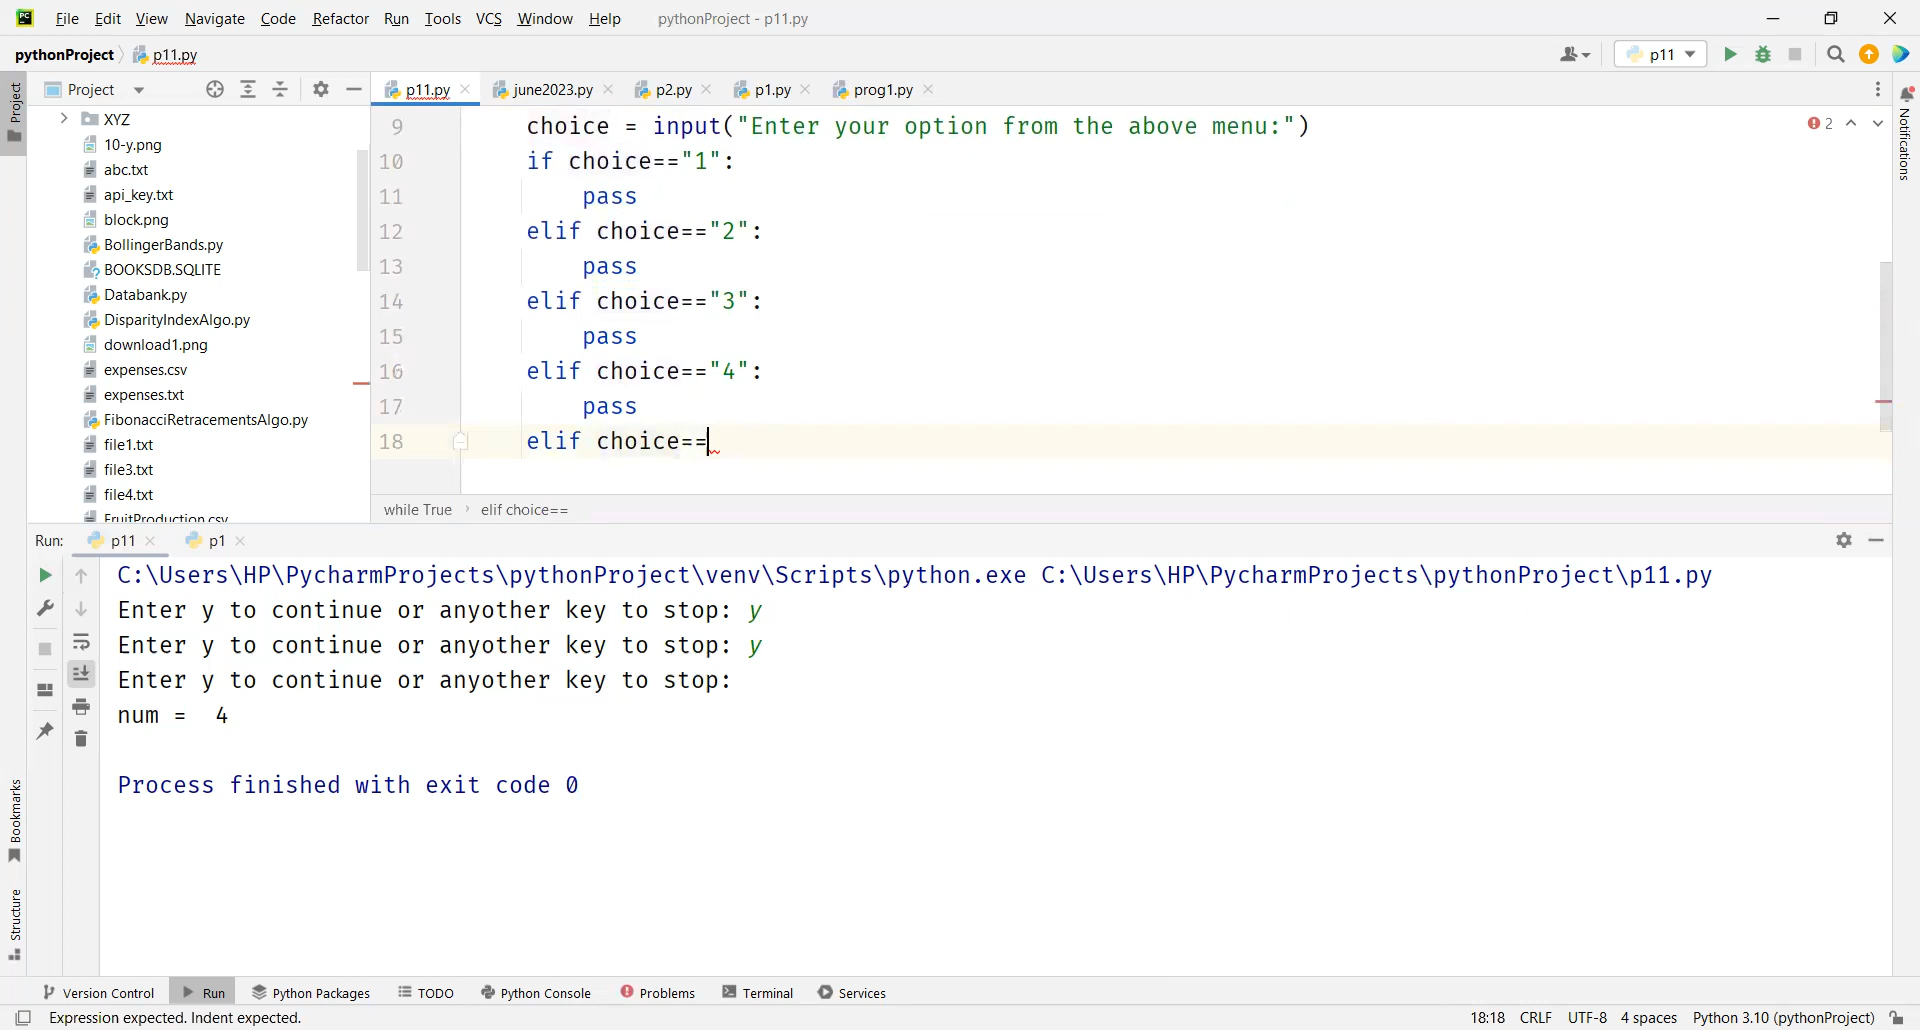 PC File Edit View Navigate Code Refactor Run Tools VCS Window Help pythonProject - p11.py
pythonProject p11.py p11
Project
Project p11.py june2023.py p2.py p1.py prog1.py
Notifications
XYZ
10-y.png
abc.txt
api_key.txt
block.png
BollingerBands.py
BOOKSDB.SQLITE
Databank.py
DisparityIndexAlgo.py
download1.png
expenses.csv
expenses.txt
FibonacciRetracementsAlgo.py
file1.txt
file3.txt
file4.txt
FruitProduction.csv
9 choice = input("Enter your option from the above menu:")
2
10 if choice=="1":
11 pass
12 elif choice=="2":
13 pass
14 elif choice=="3":
15 pass
16 elif choice=="4":
17 pass
18 elif choice==
while True elif choice==
Run: p11 p1
C:\Users\HP\PycharmProjects\pythonProject\venv\Scripts\python.exe C:\Users\HP\PycharmProjects\pythonProject\p11.py
Enter y to continue or anyother key to stop: y
Enter y to continue or anyother key to stop: y
Enter y to continue or anyother key to stop:
num =  4
Process finished with exit code 0
Bookmarks
Structure
Version Control Run Python Packages TODO Python Console Problems Terminal Services
Expression expected. Indent expected. 18:18 CRLF UTF-8 4 spaces Python 3.10 (pythonProject)